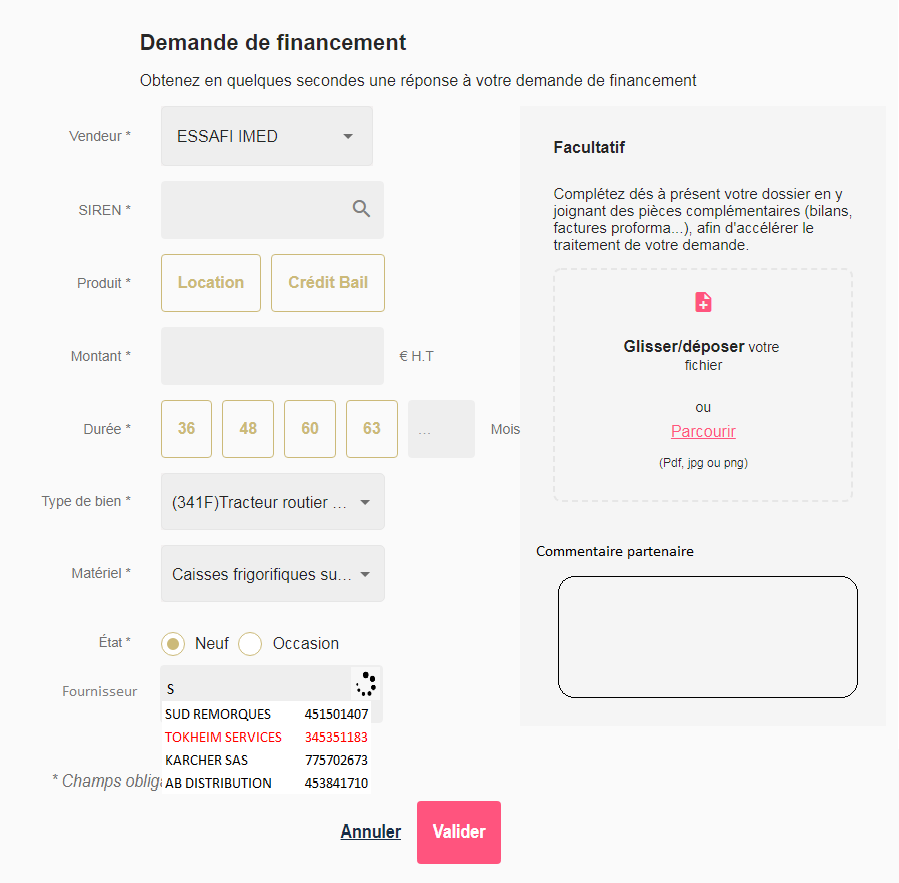 Demande de financement
Obtenez en quelques secondes une réponse à votre demande de financement
Vendeur *
ESSAFI IMED
SIREN *
Produit *
Location
Crédit Bail
Montant *
€ H.T
Durée *
36
48
60
63
...
Mois
Type de bien *
(341F)Tracteur routier ...
Matériel *
Caisses frigorifiques su...
État *
Neuf
Occasion
Fournisseur
S
SUD REMORQUES 451501407
TOKHEIM SERVICES 345351183
KARCHER SAS 775702673
AB DISTRIBUTION 453841710
* Champs obliga
Annuler
Valider
Facultatif
Complétez dés à présent votre dossier en y
joignant des pièces complémentaires (bilans,
factures proforma...), afin d'accélérer le
traitement de votre demande.
Glisser/déposer votre
fichier
ou
Parcourir
(Pdf, jpg ou png)
Commentaire partenaire